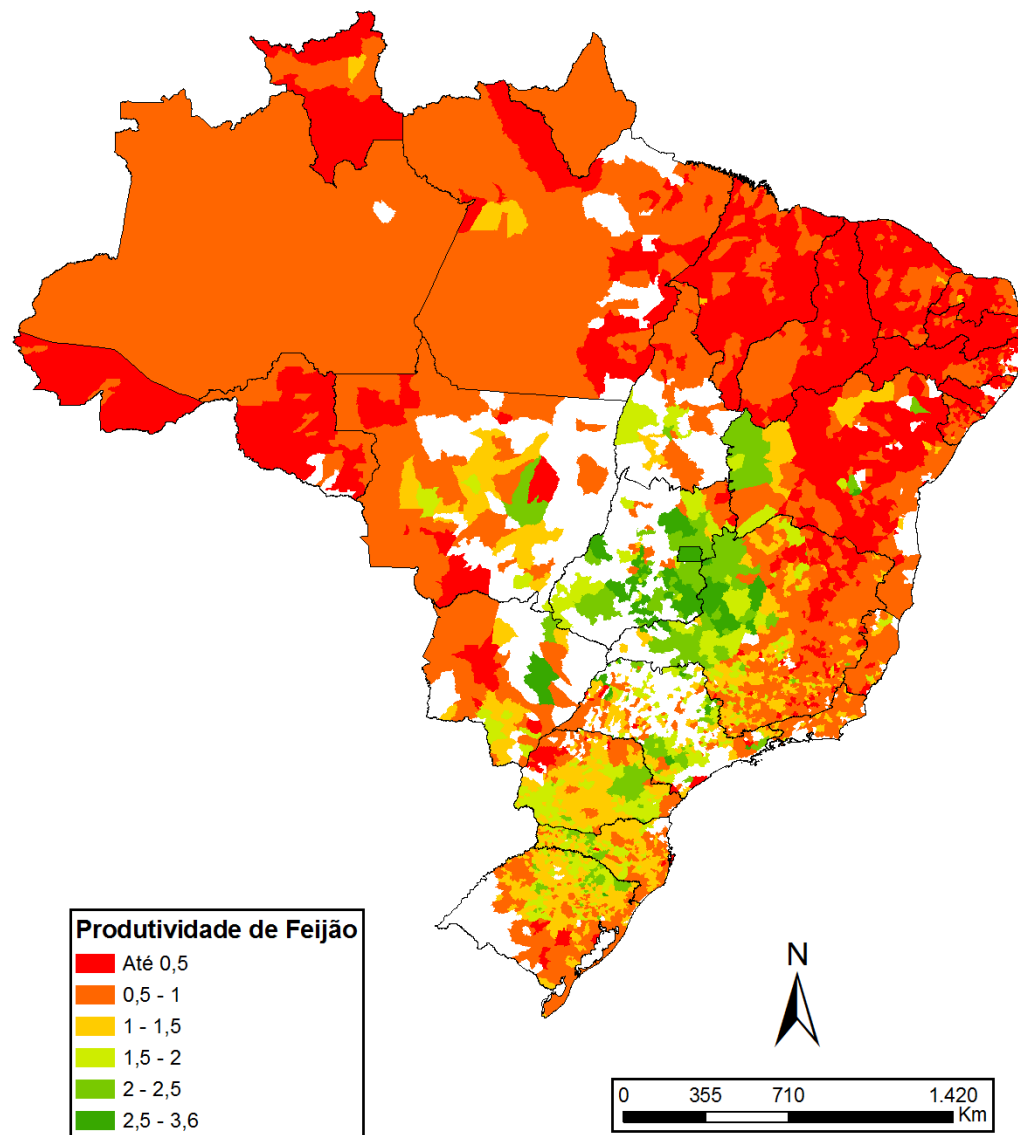 Produtividade de Feijão
Até 0,5
0,5 - 1
1 - 1,5
1,5 - 2
2 - 2,5
2,5 - 3,6
N
0 355 710 1.420
Km